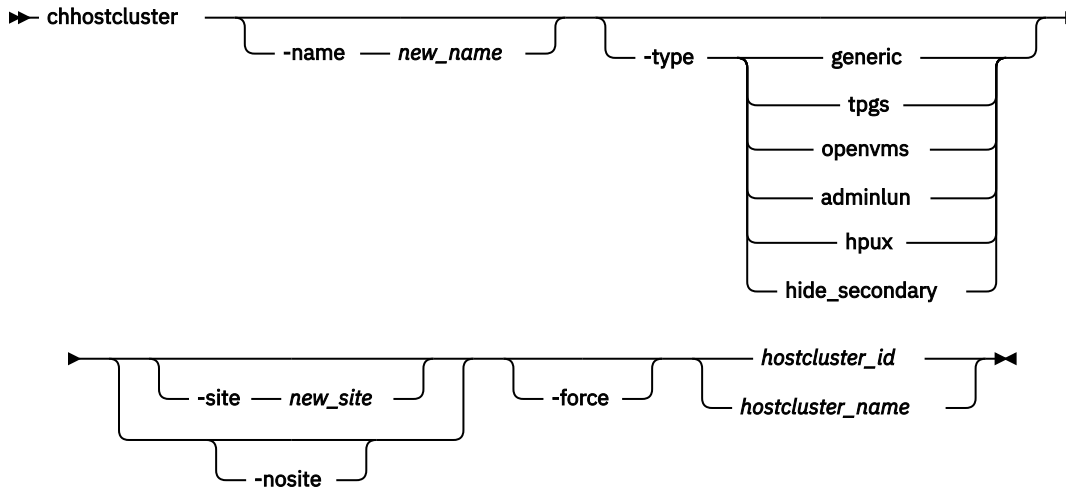 chhostcluster
-name new_name
-type generic
tpgs
openvms
adminlun
hpux
hide_secondary
hostcluster_id
-site new_site -force
hostcluster_name
-nosite